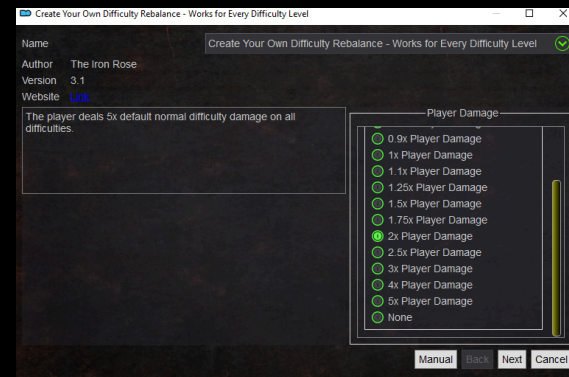 Create Your Own Difficulty Rebalance - Works for Every Difficulty Level
Name
Create Your Own Difficulty Rebalance - Works for Every Difficulty Level
Author The Iron Rose
Version 3.1
Website Link
The player deals 5x default normal difficulty damage on all
difficulties.
Player Damage
0.9x Player Damage
1x Player Damage
1.1x Player Damage
1.25x Player Damage
1.5x Player Damage
1.75x Player Damage
2x Player Damage
2.5x Player Damage
3x Player Damage
4x Player Damage
5x Player Damage
None
Manual Back Next Cancel